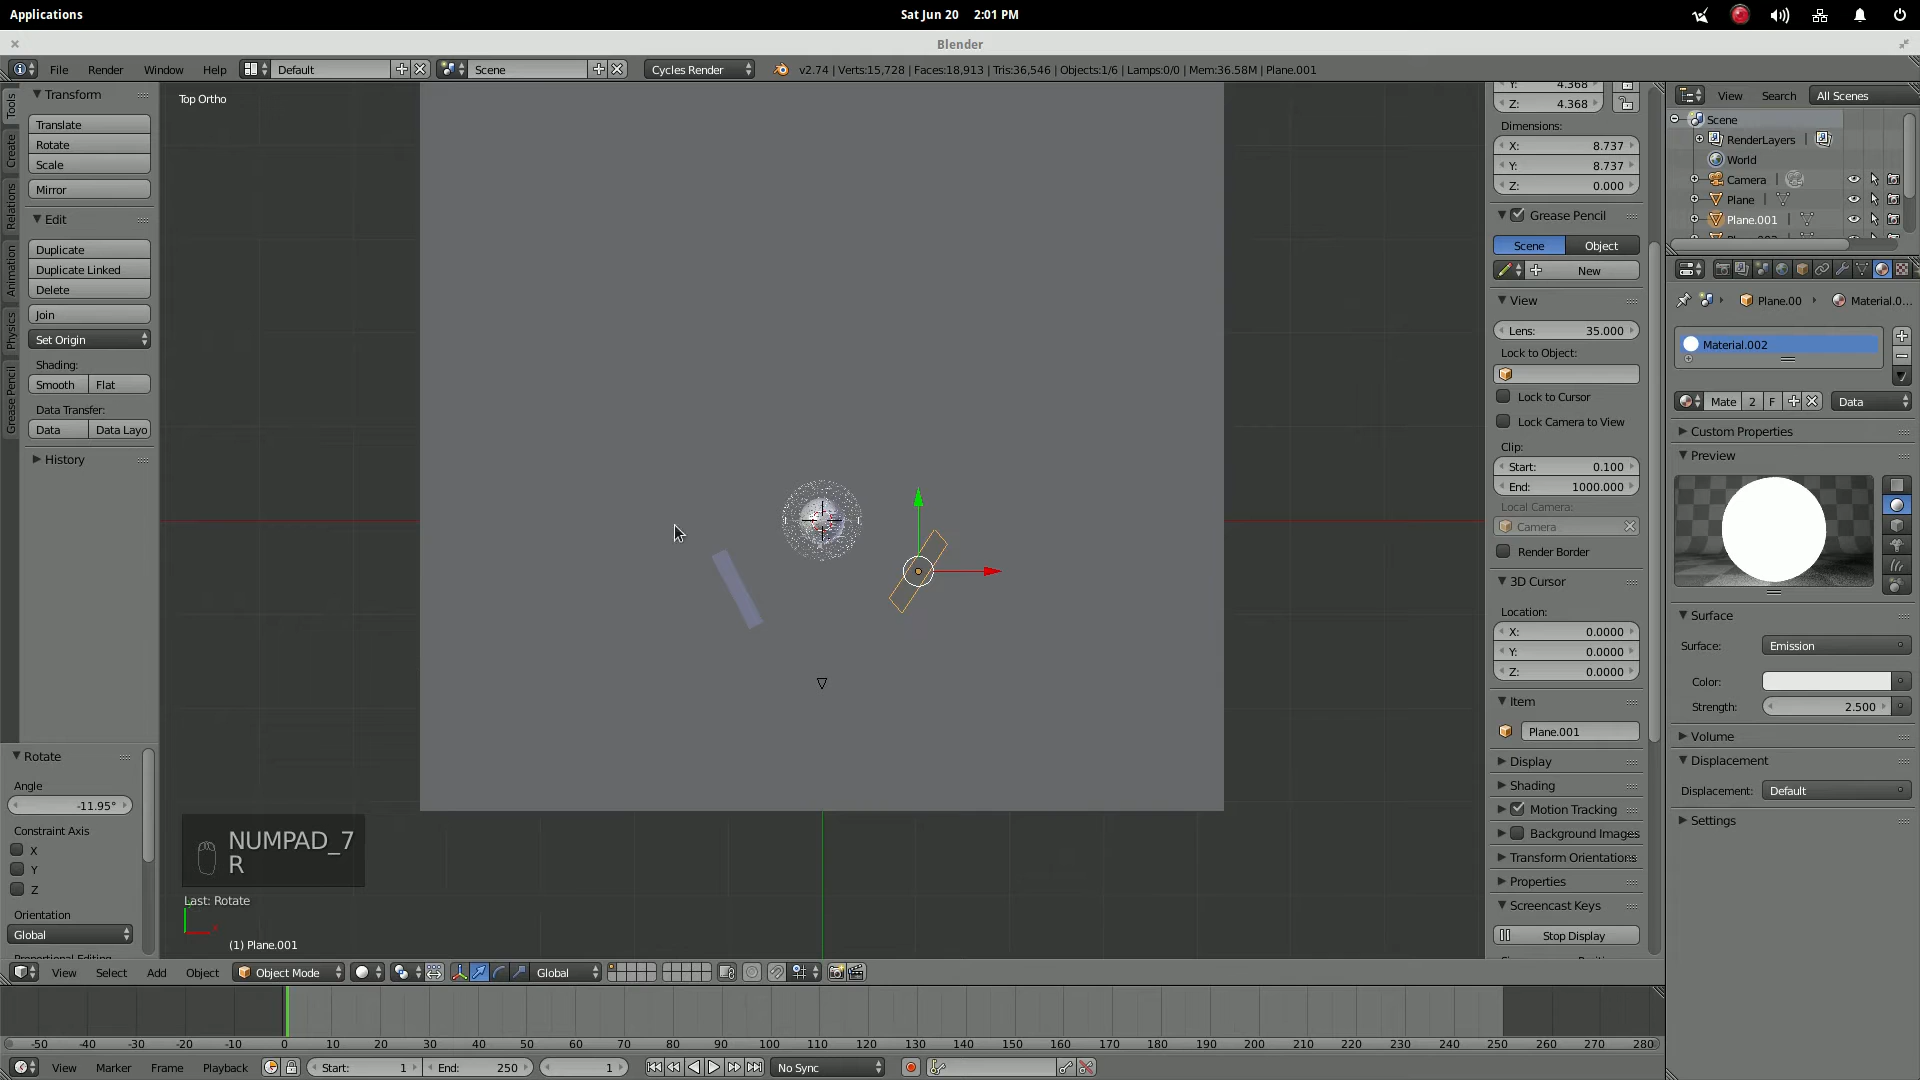 Applications
Sat Jun 20 2:01 PM
Blender
File Render Window Help Default Scene Cycles Render v2.74 | Verts:15,728 | Faces:18,913 | Tris:36,546 | Objects:1/6 | Lamps:0/0 | Mem:36.58M | Plane.001
Tools
Create
Relations
Animation
Physics
Grease Pencil
Transform
Translate
Rotate
Scale
Mirror
Edit
Duplicate
Duplicate Linked
Delete
Join
Set Origin
Shading:
Smooth Flat
Data Transfer:
Data Data Layo
History
Rotate
Angle
-11.95°
Constraint Axis
X
Y
Z
Orientation
Global
Top Ortho
NUMPAD_7
R
Last: Rotate
(1) Plane.001
Y: 4.368
Z: 4.368
Dimensions:
X: 8.737
Y: 8.737
Z: 0.000
Grease Pencil
Scene Object
New
View
Lens: 35.000
Lock to Object:
Lock to Cursor
Lock Camera to View
Clip:
Start: 0.100
End: 1000.000
Local Camera:
Camera
Render Border
3D Cursor
Location:
X: 0.0000
Y: 0.0000
Z: 0.0000
Item
Plane.001
Display
Shading
Motion Tracking
Background Images
Transform Orientations
Properties
Screencast Keys
Stop Display
View Search All Scenes
Scene
RenderLayers
World
Camera
Plane
Plane.001
Plane.00 Material.0...
Material.002
Mate 2 F Data
Custom Properties
Preview
Surface
Surface: Emission
Color:
Strength: 2.500
Volume
Displacement
Displacement: Default
Settings
View Select Add Object Object Mode Global
-50 -40 -30 -20 -10 0 10 20 30 40 50 60 70 80 90 100 110 120 130 140 150 160 170 180 190 200 210 220 230 240 250 260 270 280
View Marker Frame Playback Start: 1 End: 250 1 No Sync